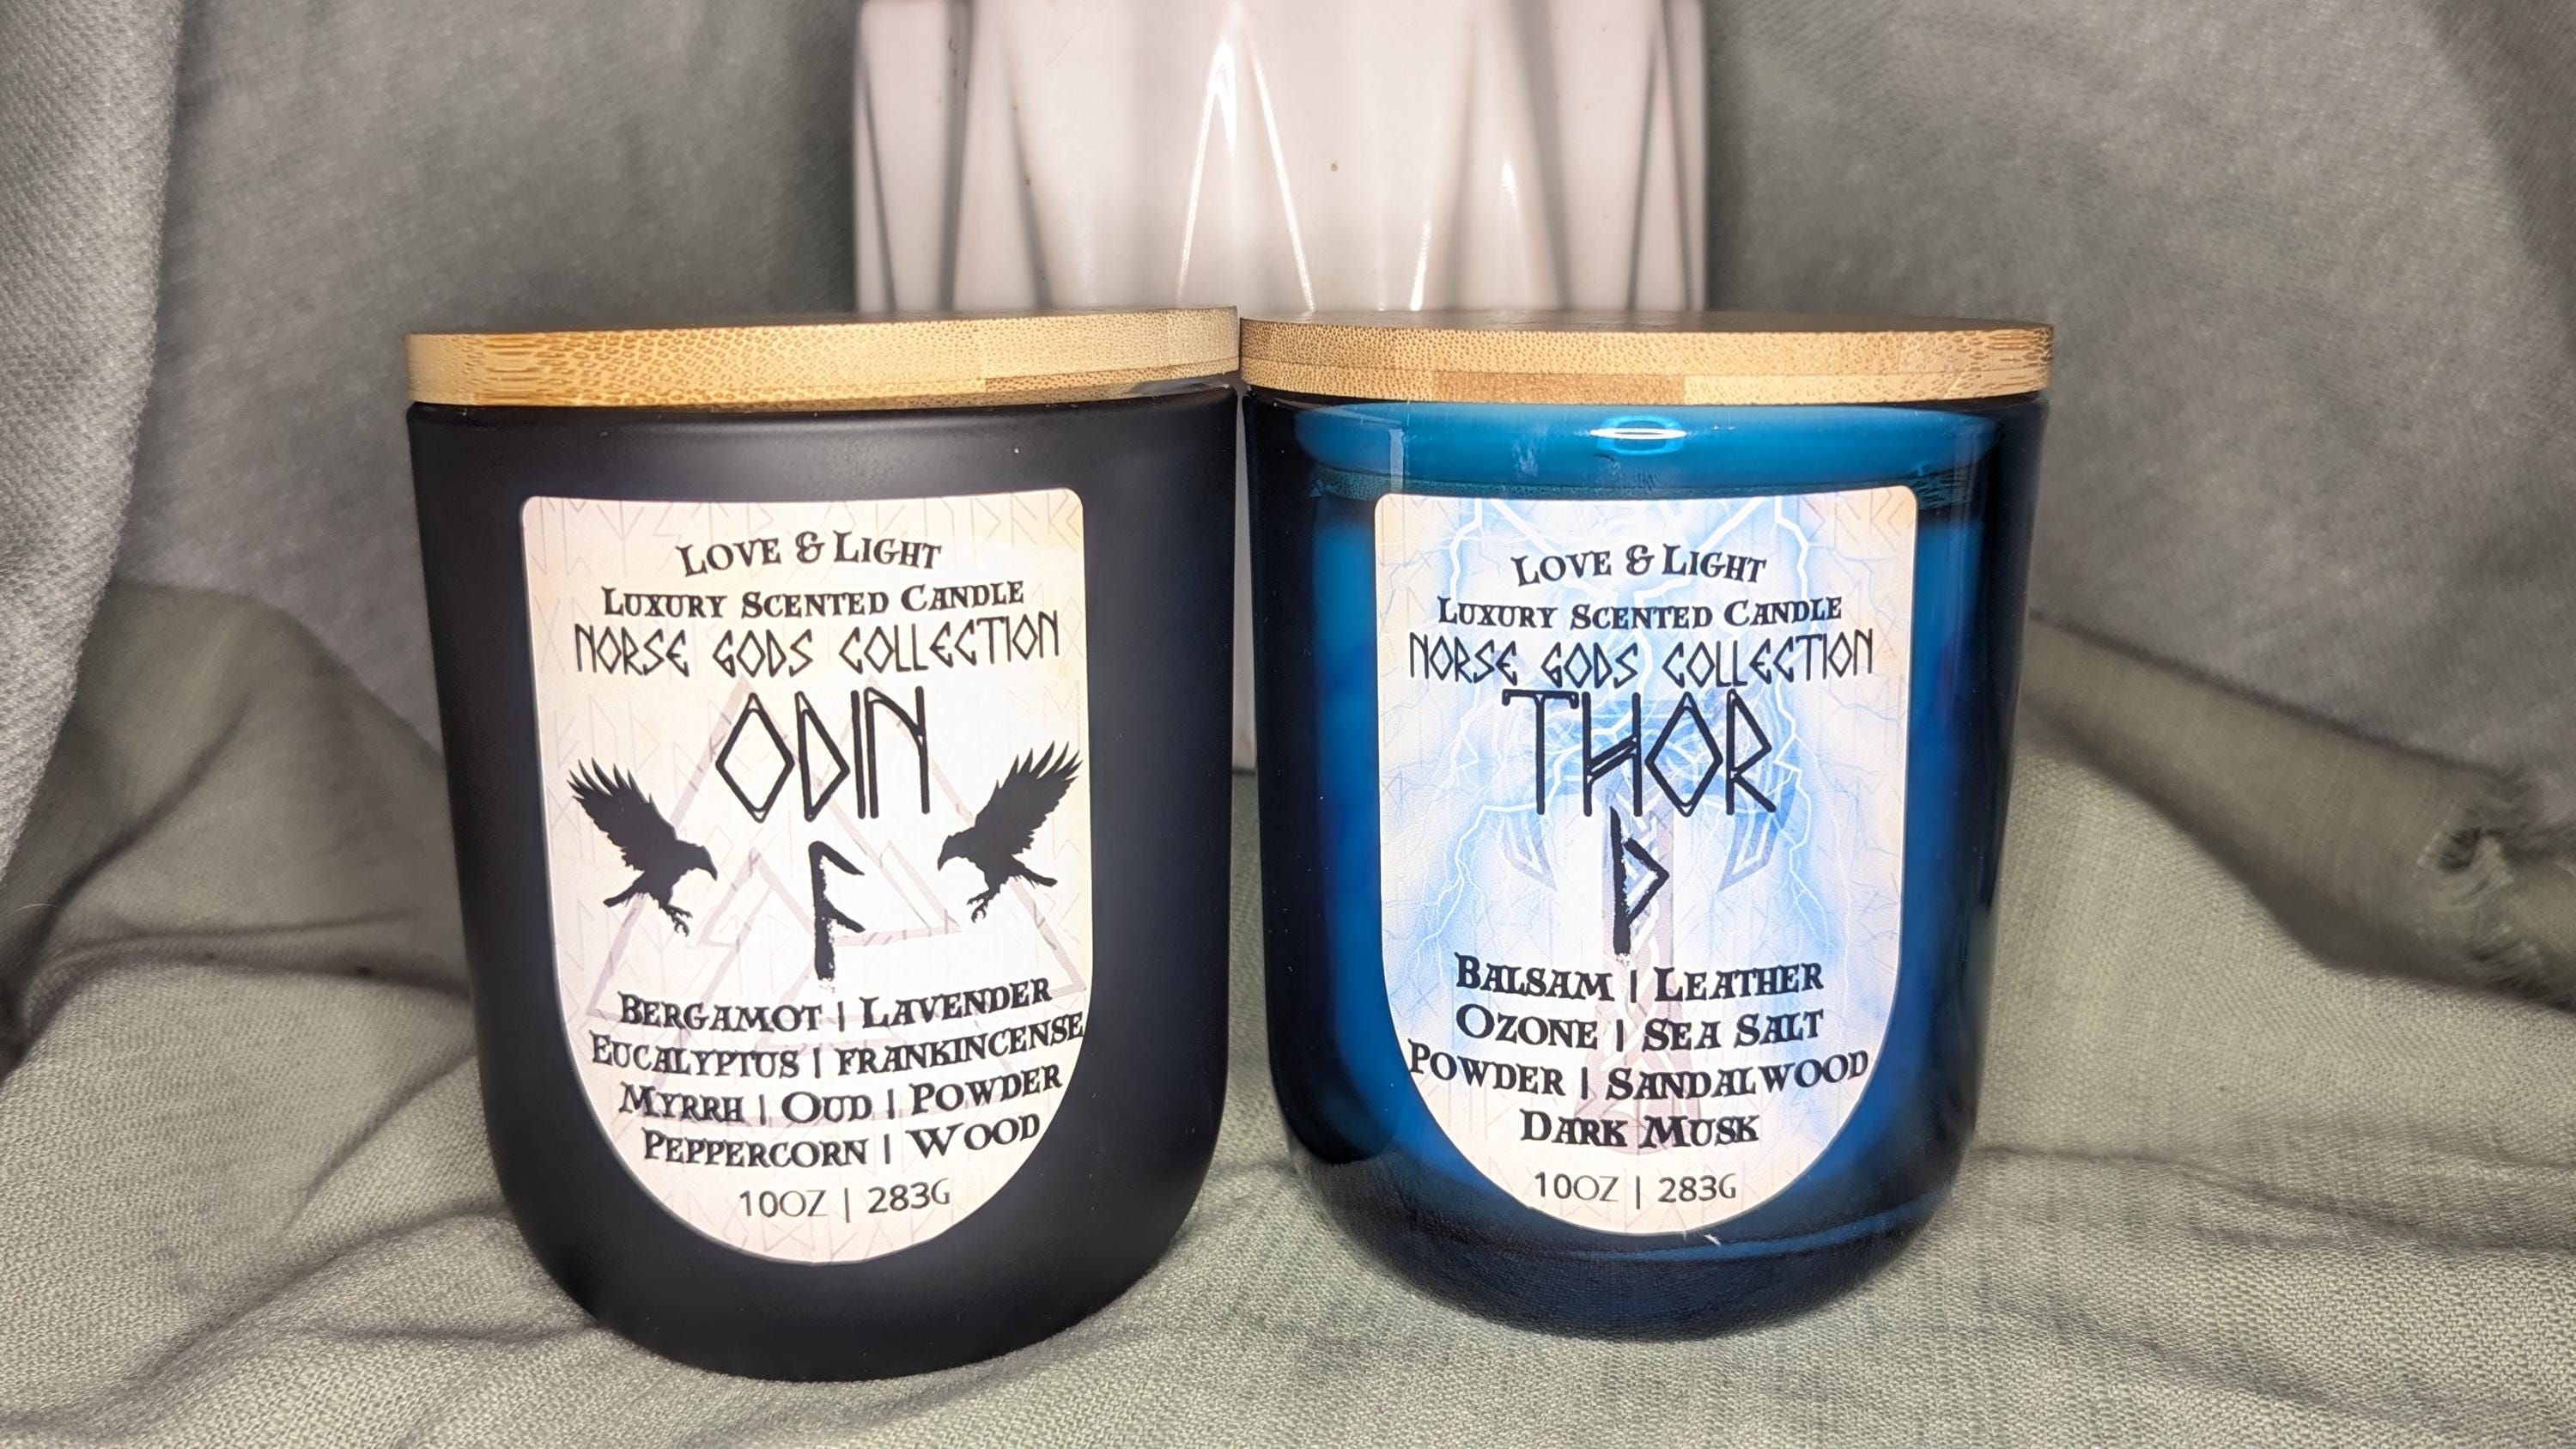 LOVE & LIGHT
LUXURY SCENTED CANDLE
NORSE GODS COLLECTION
ODIN
ᚨ
BERGAMOT | LAVENDER
EUCALYPTUS | FRANKINCENSE
MYRRH | OUD | POWDER
PEPPERCORN | WOOD
10OZ | 283G
LOVE & LIGHT
LUXURY SCENTED CANDLE
NORSE GODS COLLECTION
THOR
ᚦ
BALSAM | LEATHER
OZONE | SEA SALT
POWDER | SANDALWOOD
DARK MUSK
10OZ | 283G